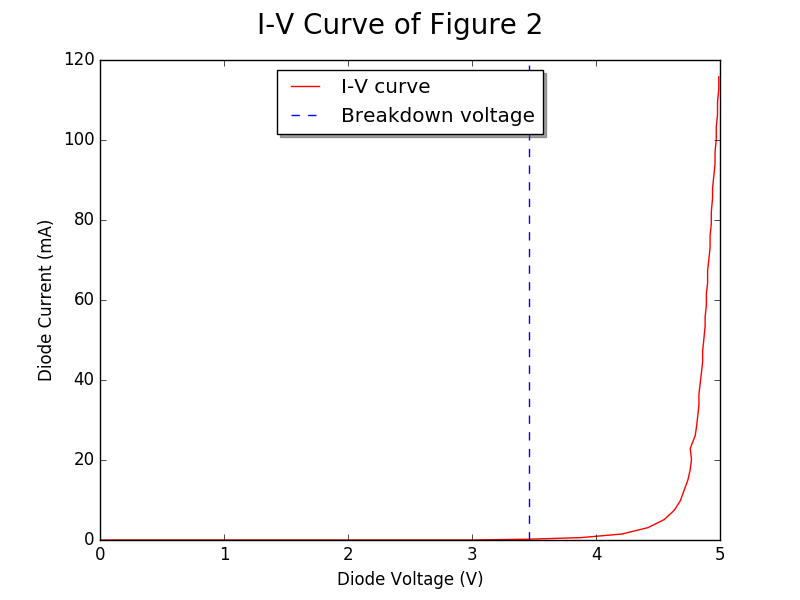 I-V Curve of Figure 2
I-V curve
Breakdown voltage
120
100
80
60
40
20
0
Diode Current (mA)
0 1 2 3 4 5
Diode Voltage (V)